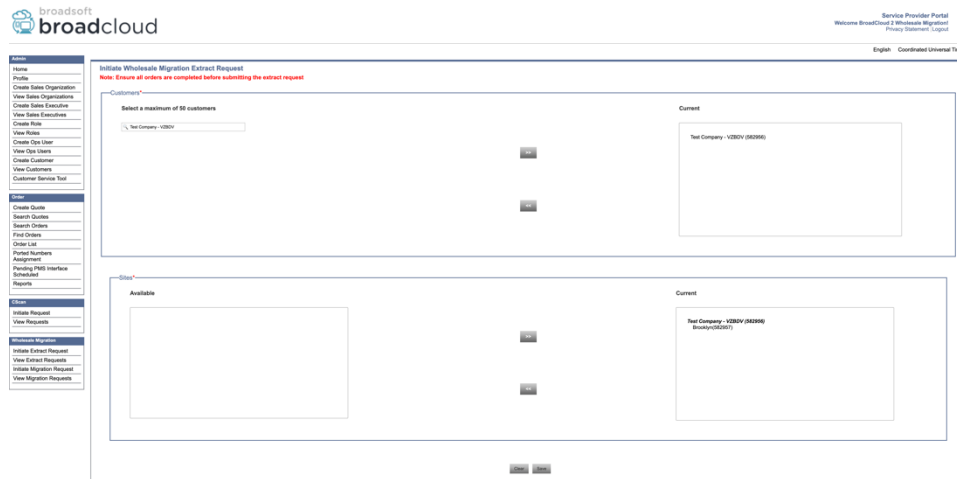 broadsoft
broadcloud
Service Provider Portal
Welcome BroadCloud 2 Wholesale Migration!
Privacy Statement Logout
English Coordinated Universal Ti
Admin
Home
Profile
Create Sales Organization
View Sales Organizations
Create Sales Executive
View Sales Executives
Create Role
View Roles
Create Ops User
View Ops Users
Create Customer
View Customers
Customer Service Tool
Order
Create Quote
Search Quotes
Search Orders
Find Orders
Order List
Ported Numbers
Assignment
Pending PMS Interface
Scheduled
Reports
CScan
Initiate Request
View Requests
Wholesale Migration
Initiate Extract Request
View Extract Requests
Initiate Migration Request
View Migration Requests
Initiate Wholesale Migration Extract Request
Note: Ensure all orders are completed before submitting the extract request
Customers*
Select a maximum of 50 customers
Test Company - VZBDV
>>
<<
Current
Test Company - VZBDV (582956)
Sites*
Available
>>
<<
Current
Test Company - VZBDV (582956)
Brooklyn(582957)
Clear Save